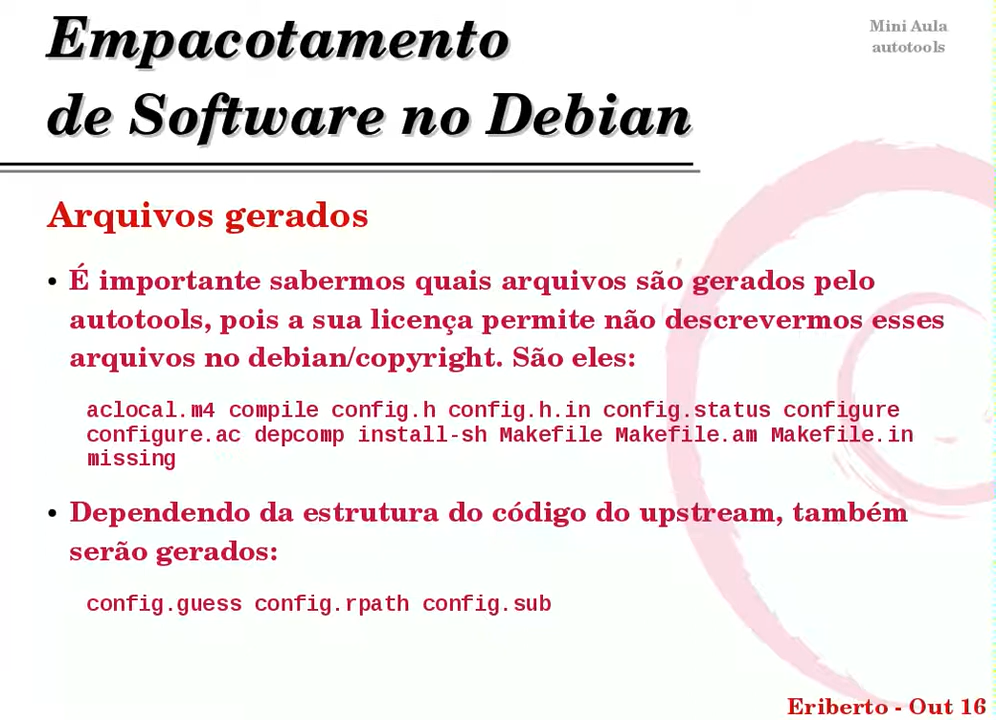 Empacotamento
de Software no Debian
Mini Aula
autotools
Arquivos gerados
• É importante sabermos quais arquivos são gerados pelo
autotools, pois a sua licença permite não descrevermos esses
arquivos no debian/copyright. São eles:
aclocal.m4 compile config.h config.h.in config.status configure
configure.ac depcomp install-sh Makefile Makefile.am Makefile.in
missing
• Dependendo da estrutura do código do upstream, também
serão gerados:
config.guess config.rpath config.sub
Eriberto - Out 16